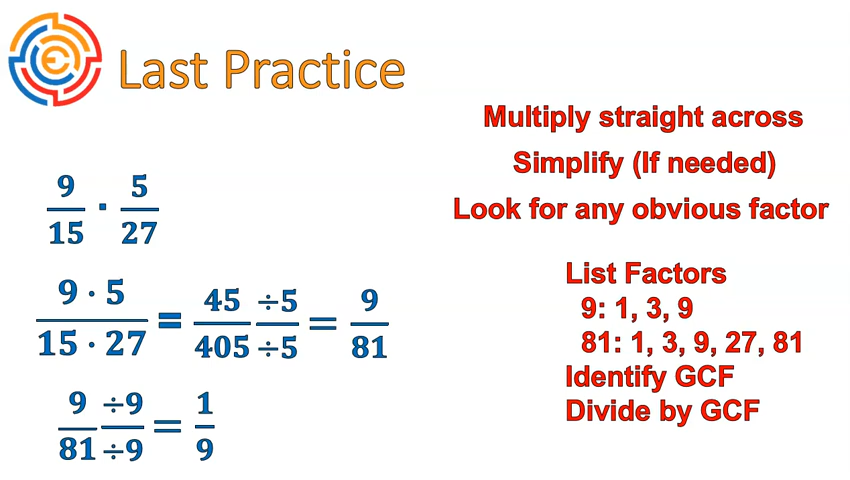 Last Practice
Multiply straight across
Simplify (If needed)
Look for any obvious factor
9/15 · 5/27
9 · 5/15 · 27 = 45/405 ÷5/÷5 = 9/81
9/81 ÷9/÷9 = 1/9
List Factors
9: 1, 3, 9
81: 1, 3, 9, 27, 81
Identify GCF
Divide by GCF